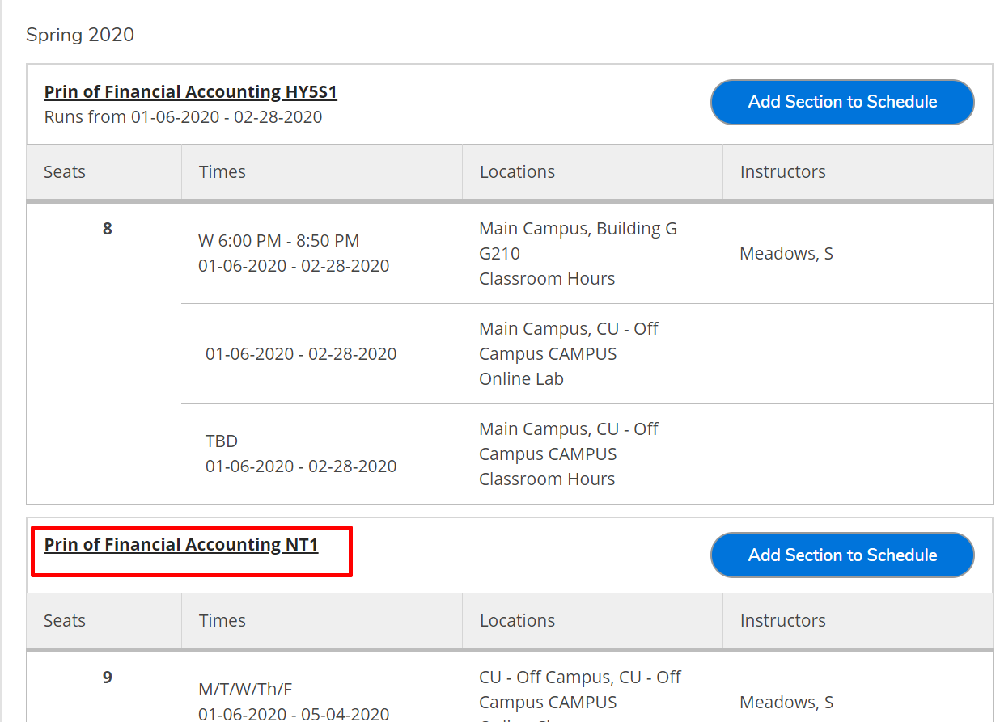 Spring 2020
Prin of Financial Accounting HY5S1
Runs from 01-06-2020 - 02-28-2020
Add Section to Schedule
Seats Times Locations Instructors
8
W 6:00 PM - 8:50 PM
01-06-2020 - 02-28-2020
Main Campus, Building G
G210
Classroom Hours
Meadows, S
01-06-2020 - 02-28-2020
Main Campus, CU - Off
Campus CAMPUS
Online Lab
TBD
01-06-2020 - 02-28-2020
Main Campus, CU - Off
Campus CAMPUS
Classroom Hours
Prin of Financial Accounting NT1
Add Section to Schedule
Seats Times Locations Instructors
9
M/T/W/Th/F
01-06-2020 - 05-04-2020
CU - Off Campus, CU - Off
Campus CAMPUS
Meadows, S